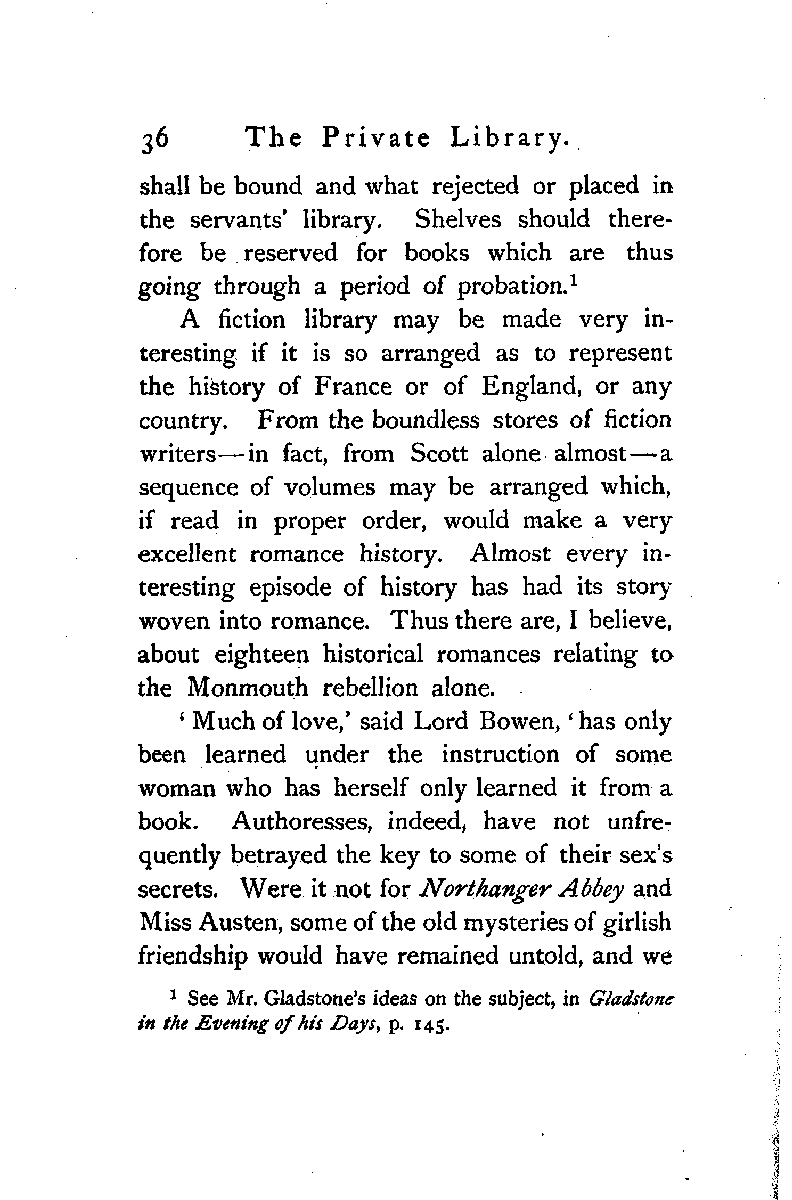 36 The Private Library.
shall be bound and what rejected or placed in
the servants' library. Shelves should there-
fore be reserved for books which are thus
going through a period of probation.¹
A fiction library may be made very in-
teresting if it is so arranged as to represent
the history of France or of England, or any
country. From the boundless stores of fiction
writers—in fact, from Scott alone almost—a
sequence of volumes may be arranged which,
if read in proper order, would make a very
excellent romance history. Almost every in-
teresting episode of history has had its story
woven into romance. Thus there are, I believe,
about eighteen historical romances relating to
the Monmouth rebellion alone.
‘Much of love,’ said Lord Bowen, ‘has only
been learned under the instruction of some
woman who has herself only learned it from a
book. Authoresses, indeed, have not unfre-
quently betrayed the key to some of their sex's
secrets. Were it not for Northanger Abbey and
Miss Austen, some of the old mysteries of girlish
friendship would have remained untold, and we
¹ See Mr. Gladstone's ideas on the subject, in Gladstone
in the Evening of his Days, p. 145.